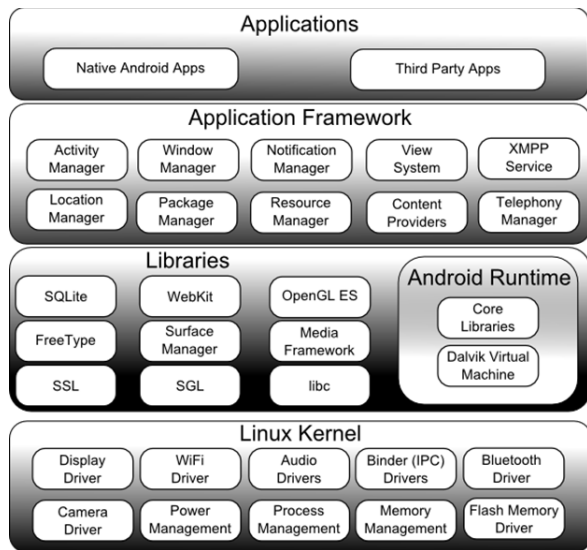 Applications
Native Android Apps
Third Party Apps
Application Framework
Activity
Manager
Window
Manager
Notification
Manager
View
System
XMPP
Service
Location
Manager
Package
Manager
Resource
Manager
Content
Providers
Telephony
Manager
Libraries
SQLite
WebKit
OpenGL ES
FreeType
Surface
Manager
Media
Framework
SSL
SGL
libc
Android Runtime
Core
Libraries
Dalvik Virtual
Machine
Linux Kernel
Display
Driver
WiFi
Driver
Audio
Drivers
Binder (IPC)
Drivers
Bluetooth
Driver
Camera
Driver
Power
Management
Process
Management
Memory
Management
Flash Memory
Driver